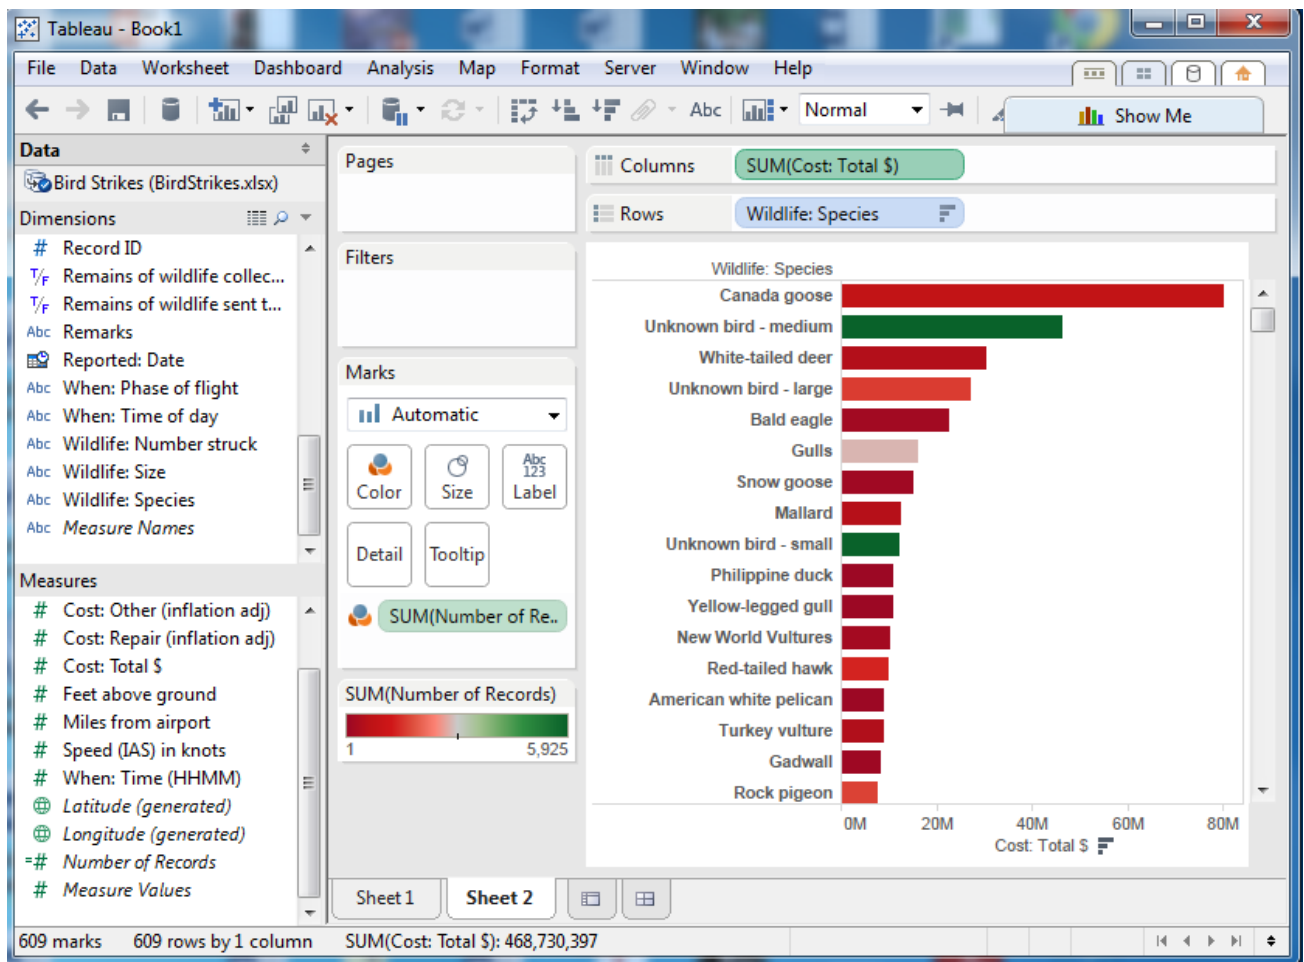 Tableau - Book1
File Data Worksheet Dashboard Analysis Map Format Server Window Help
Abc Normal Show Me
Data
Bird Strikes (BirdStrikes.xlsx)
Dimensions
# Record ID
T/F Remains of wildlife collec...
T/F Remains of wildlife sent t...
Abc Remarks
Reported: Date
Abc When: Phase of flight
Abc When: Time of day
Abc Wildlife: Number struck
Abc Wildlife: Size
Abc Wildlife: Species
Abc Measure Names
Measures
# Cost: Other (inflation adj)
# Cost: Repair (inflation adj)
# Cost: Total $
# Feet above ground
# Miles from airport
# Speed (IAS) in knots
# When: Time (HHMM)
Latitude (generated)
Longitude (generated)
=# Number of Records
# Measure Values
Pages
Filters
Marks
Automatic
Color Size Abc 123 Label
Detail Tooltip
SUM(Number of Re..
SUM(Number of Records)
1 5,925
Columns SUM(Cost: Total $)
Rows Wildlife: Species
Wildlife: Species
Canada goose
Unknown bird - medium
White-tailed deer
Unknown bird - large
Bald eagle
Gulls
Snow goose
Mallard
Unknown bird - small
Philippine duck
Yellow-legged gull
New World Vultures
Red-tailed hawk
American white pelican
Turkey vulture
Gadwall
Rock pigeon
0M 20M 40M 60M 80M
Cost: Total $
Sheet 1 Sheet 2
609 marks 609 rows by 1 column SUM(Cost: Total $): 468,730,397